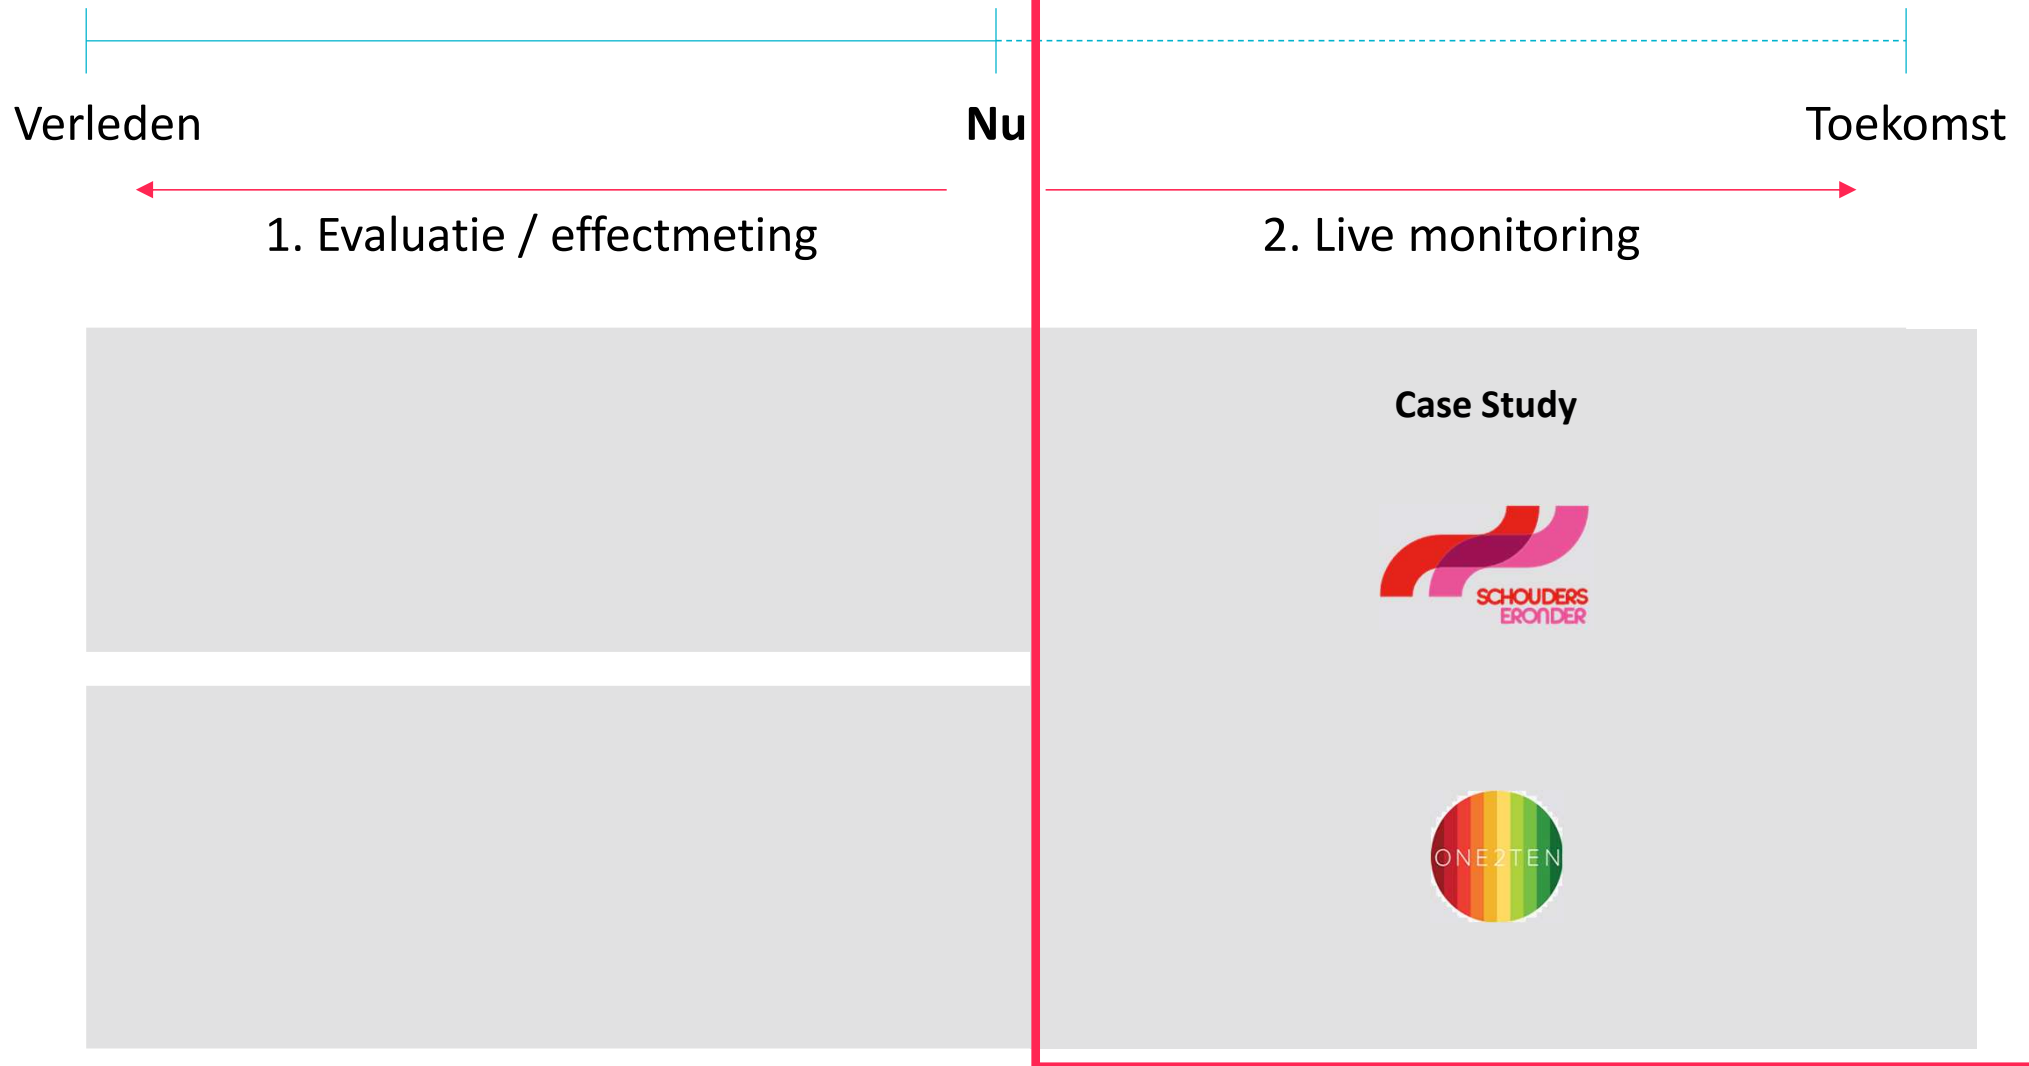 Verleden
Nu
Toekomst
1. Evaluatie / effectmeting
2. Live monitoring
Case Study
SCHOUDERS
ERONDER
ONE2TEN